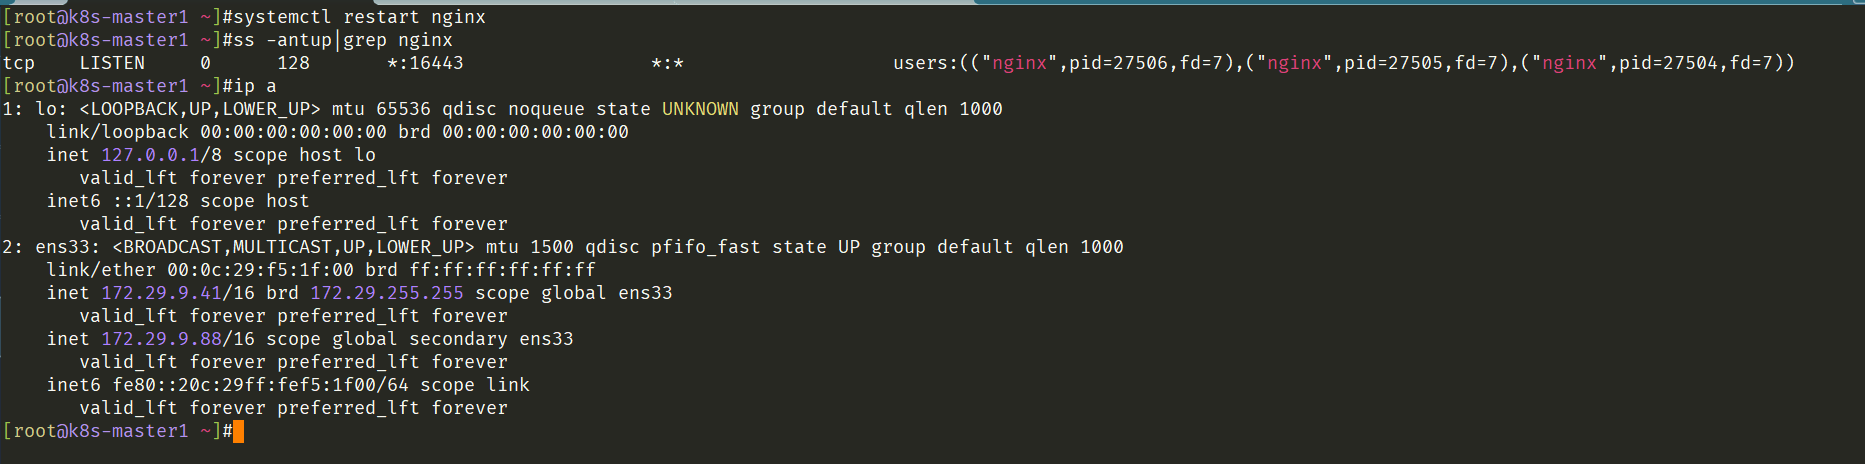 [root@k8s-master1 ~]#systemctl restart nginx
[root@k8s-master1 ~]#ss -antup|grep nginx
tcp    LISTEN     0      128       *:16443                 *:*                   users:(("nginx",pid=27506,fd=7),("nginx",pid=27505,fd=7),("nginx",pid=27504,fd=7))
[root@k8s-master1 ~]#ip a
1: lo: <LOOPBACK,UP,LOWER_UP> mtu 65536 qdisc noqueue state UNKNOWN group default qlen 1000
    link/loopback 00:00:00:00:00:00 brd 00:00:00:00:00:00
    inet 127.0.0.1/8 scope host lo
       valid_lft forever preferred_lft forever
    inet6 ::1/128 scope host
       valid_lft forever preferred_lft forever
2: ens33: <BROADCAST,MULTICAST,UP,LOWER_UP> mtu 1500 qdisc pfifo_fast state UP group default qlen 1000
    link/ether 00:0c:29:f5:1f:00 brd ff:ff:ff:ff:ff:ff
    inet 172.29.9.41/16 brd 172.29.255.255 scope global ens33
       valid_lft forever preferred_lft forever
    inet 172.29.9.88/16 scope global secondary ens33
       valid_lft forever preferred_lft forever
    inet6 fe80::20c:29ff:fef5:1f00/64 scope link
       valid_lft forever preferred_lft forever
[root@k8s-master1 ~]#